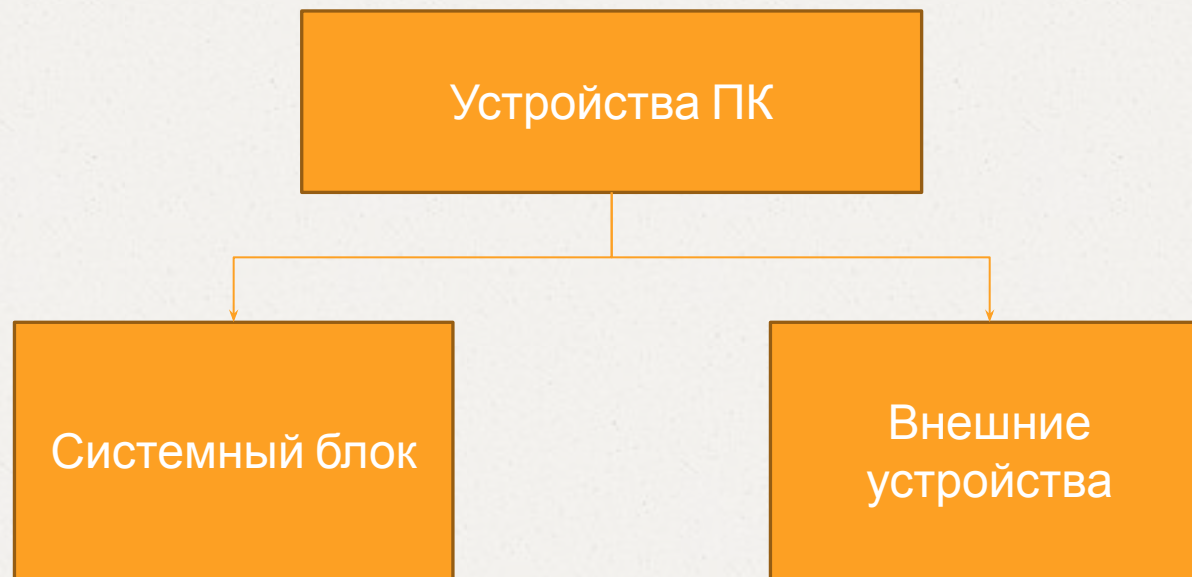 Устройства ПК
Системный блок
Внешние
устройства